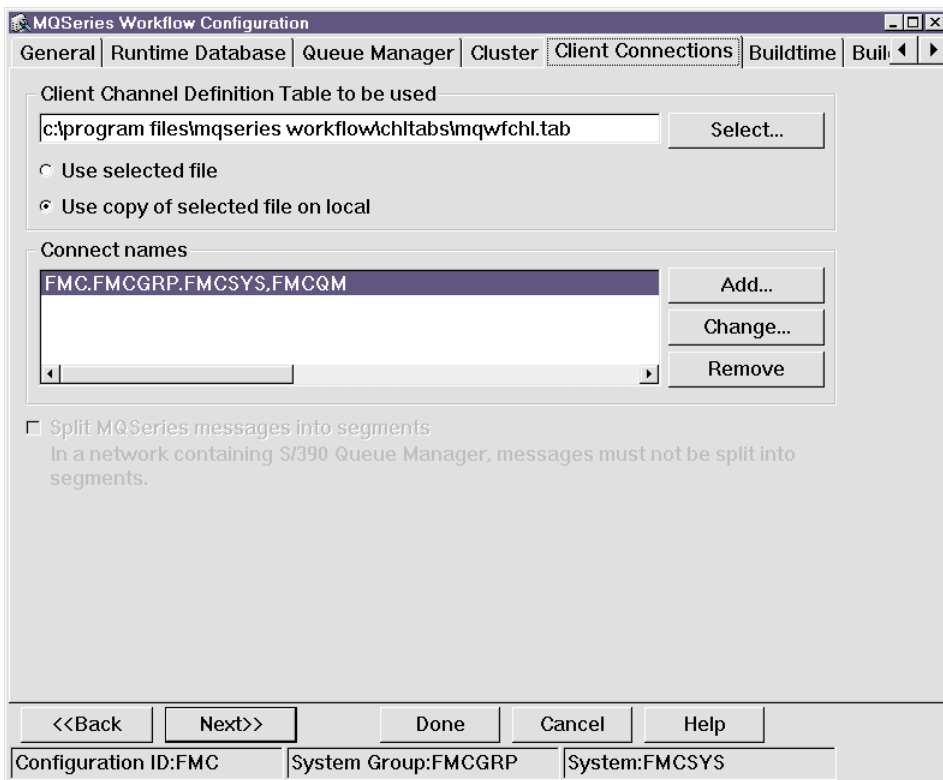 MQSeries Workflow Configuration
General Runtime Database Queue Manager Cluster Client Connections Buildtime Buil
Client Channel Definition Table to be used
c:\program files\mqseries workflow\chltabs\mqwfchl.tab Select...
Use selected file
Use copy of selected file on local
Connect names
FMC.FMCGRP.FMCSYS,FMCQM Add...
Change...
Remove
Split MQSeries messages into segments
In a network containing S/390 Queue Manager, messages must not be split into
segments.
<<Back Next>> Done Cancel Help
Configuration ID:FMC System Group:FMCGRP System:FMCSYS